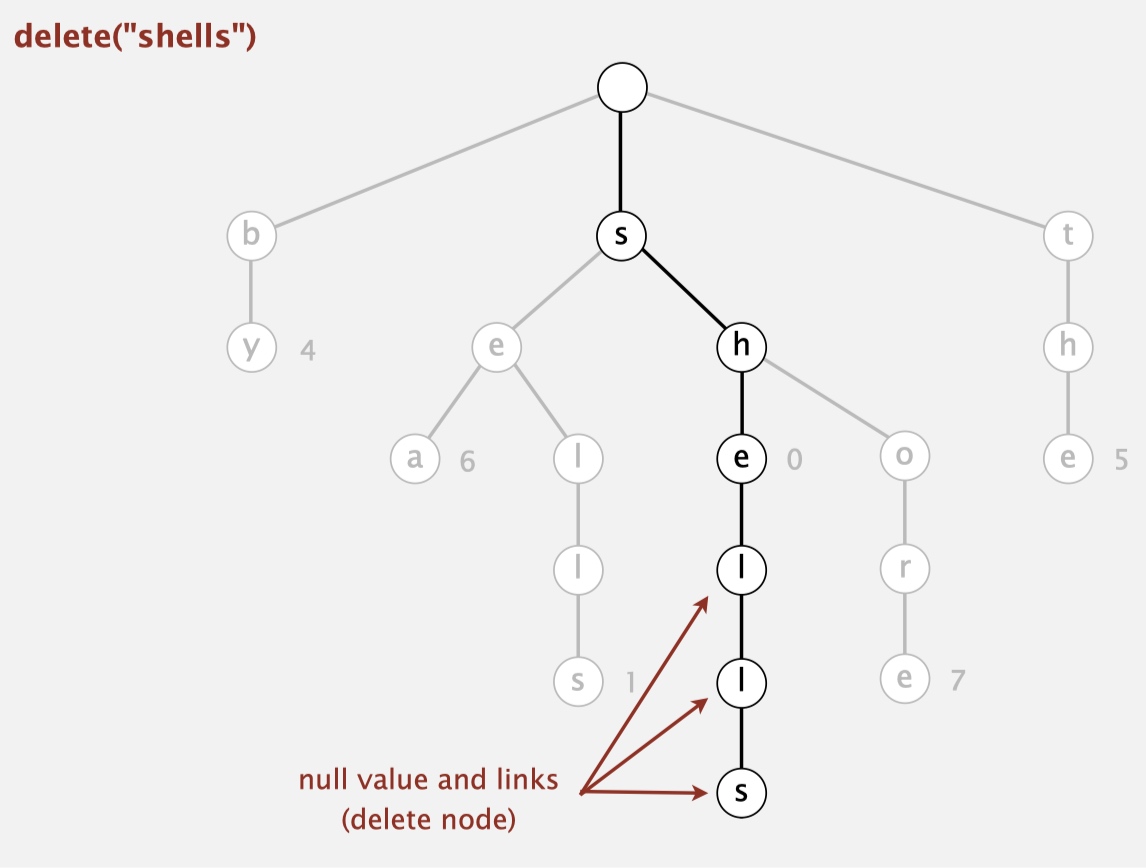 delete("shells")
b s t
y 4 e h h
a 6 l e 0 o e 5
l l r
s 1 l e 7
null value and links
(delete node)
s